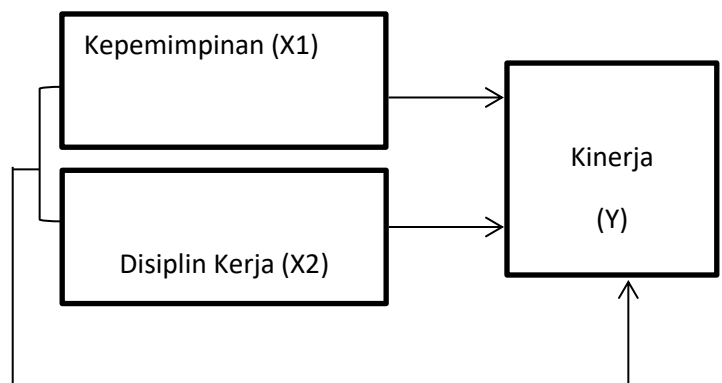 Kepemimpinan (X1)
Disiplin Kerja (X2)
Kinerja
(Y)